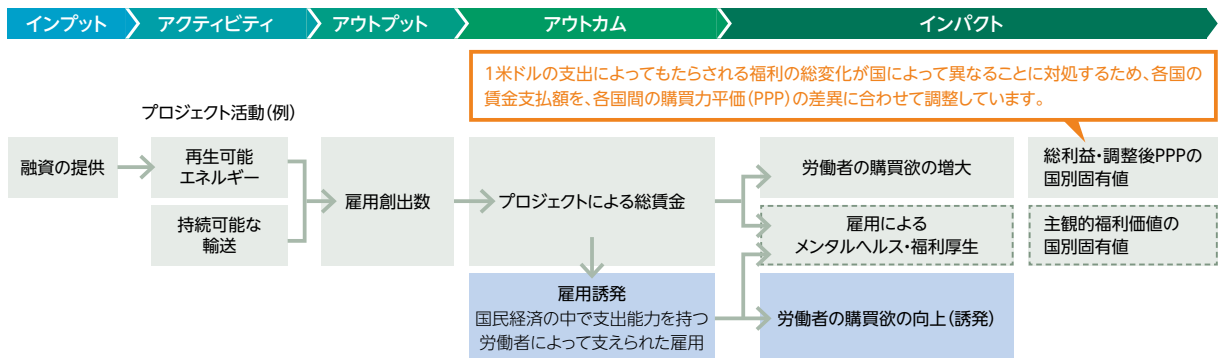 インプット
アクティビティ
アウトプット
アウトカム
インパクト
1米ドルの支出によってもたらされる福利の総変化が国によって異なることに対処するため、各国の
賃金支払額を、各国間の購買力平価(PPP)の差異に合わせて調整しています。
プロジェクト活動(例)
融資の提供
再生可能
エネルギー
持続可能な
輸送
雇用創出数
プロジェクトによる総賃金
雇用誘発
国民経済の中で支出能力を持つ
労働者によって支えられた雇用
労働者の購買欲の増大
雇用による
メンタルヘルス・福利厚生
労働者の購買欲の向上(誘発)
総利益・調整後PPPの
国別固有値
主観的福利価値の
国別固有値